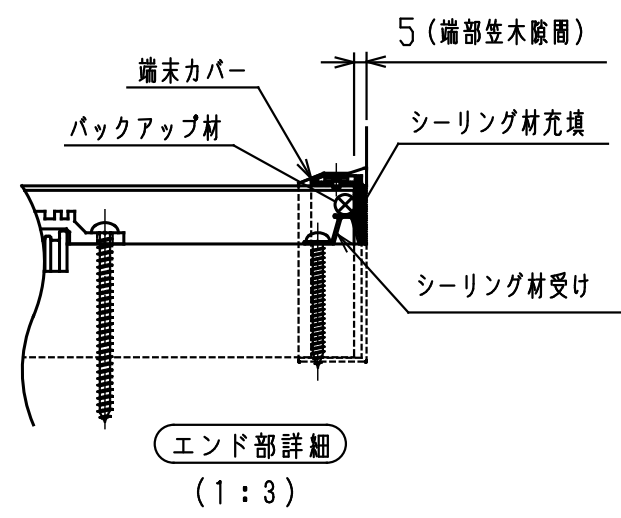 5(端部笠木隙間)
端末カバー
バックアップ材
シーリング材充填
シーリング材受け
エンド部詳細
(1:3)